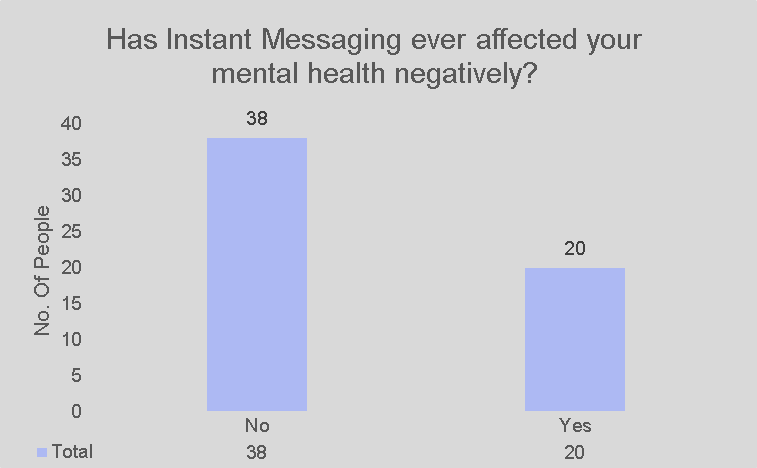 Has Instant Messaging ever affected your
mental health negatively?
No. Of People
40
35
30
25
20
15
10
5
0
38
20
No
Yes
Total 38 20